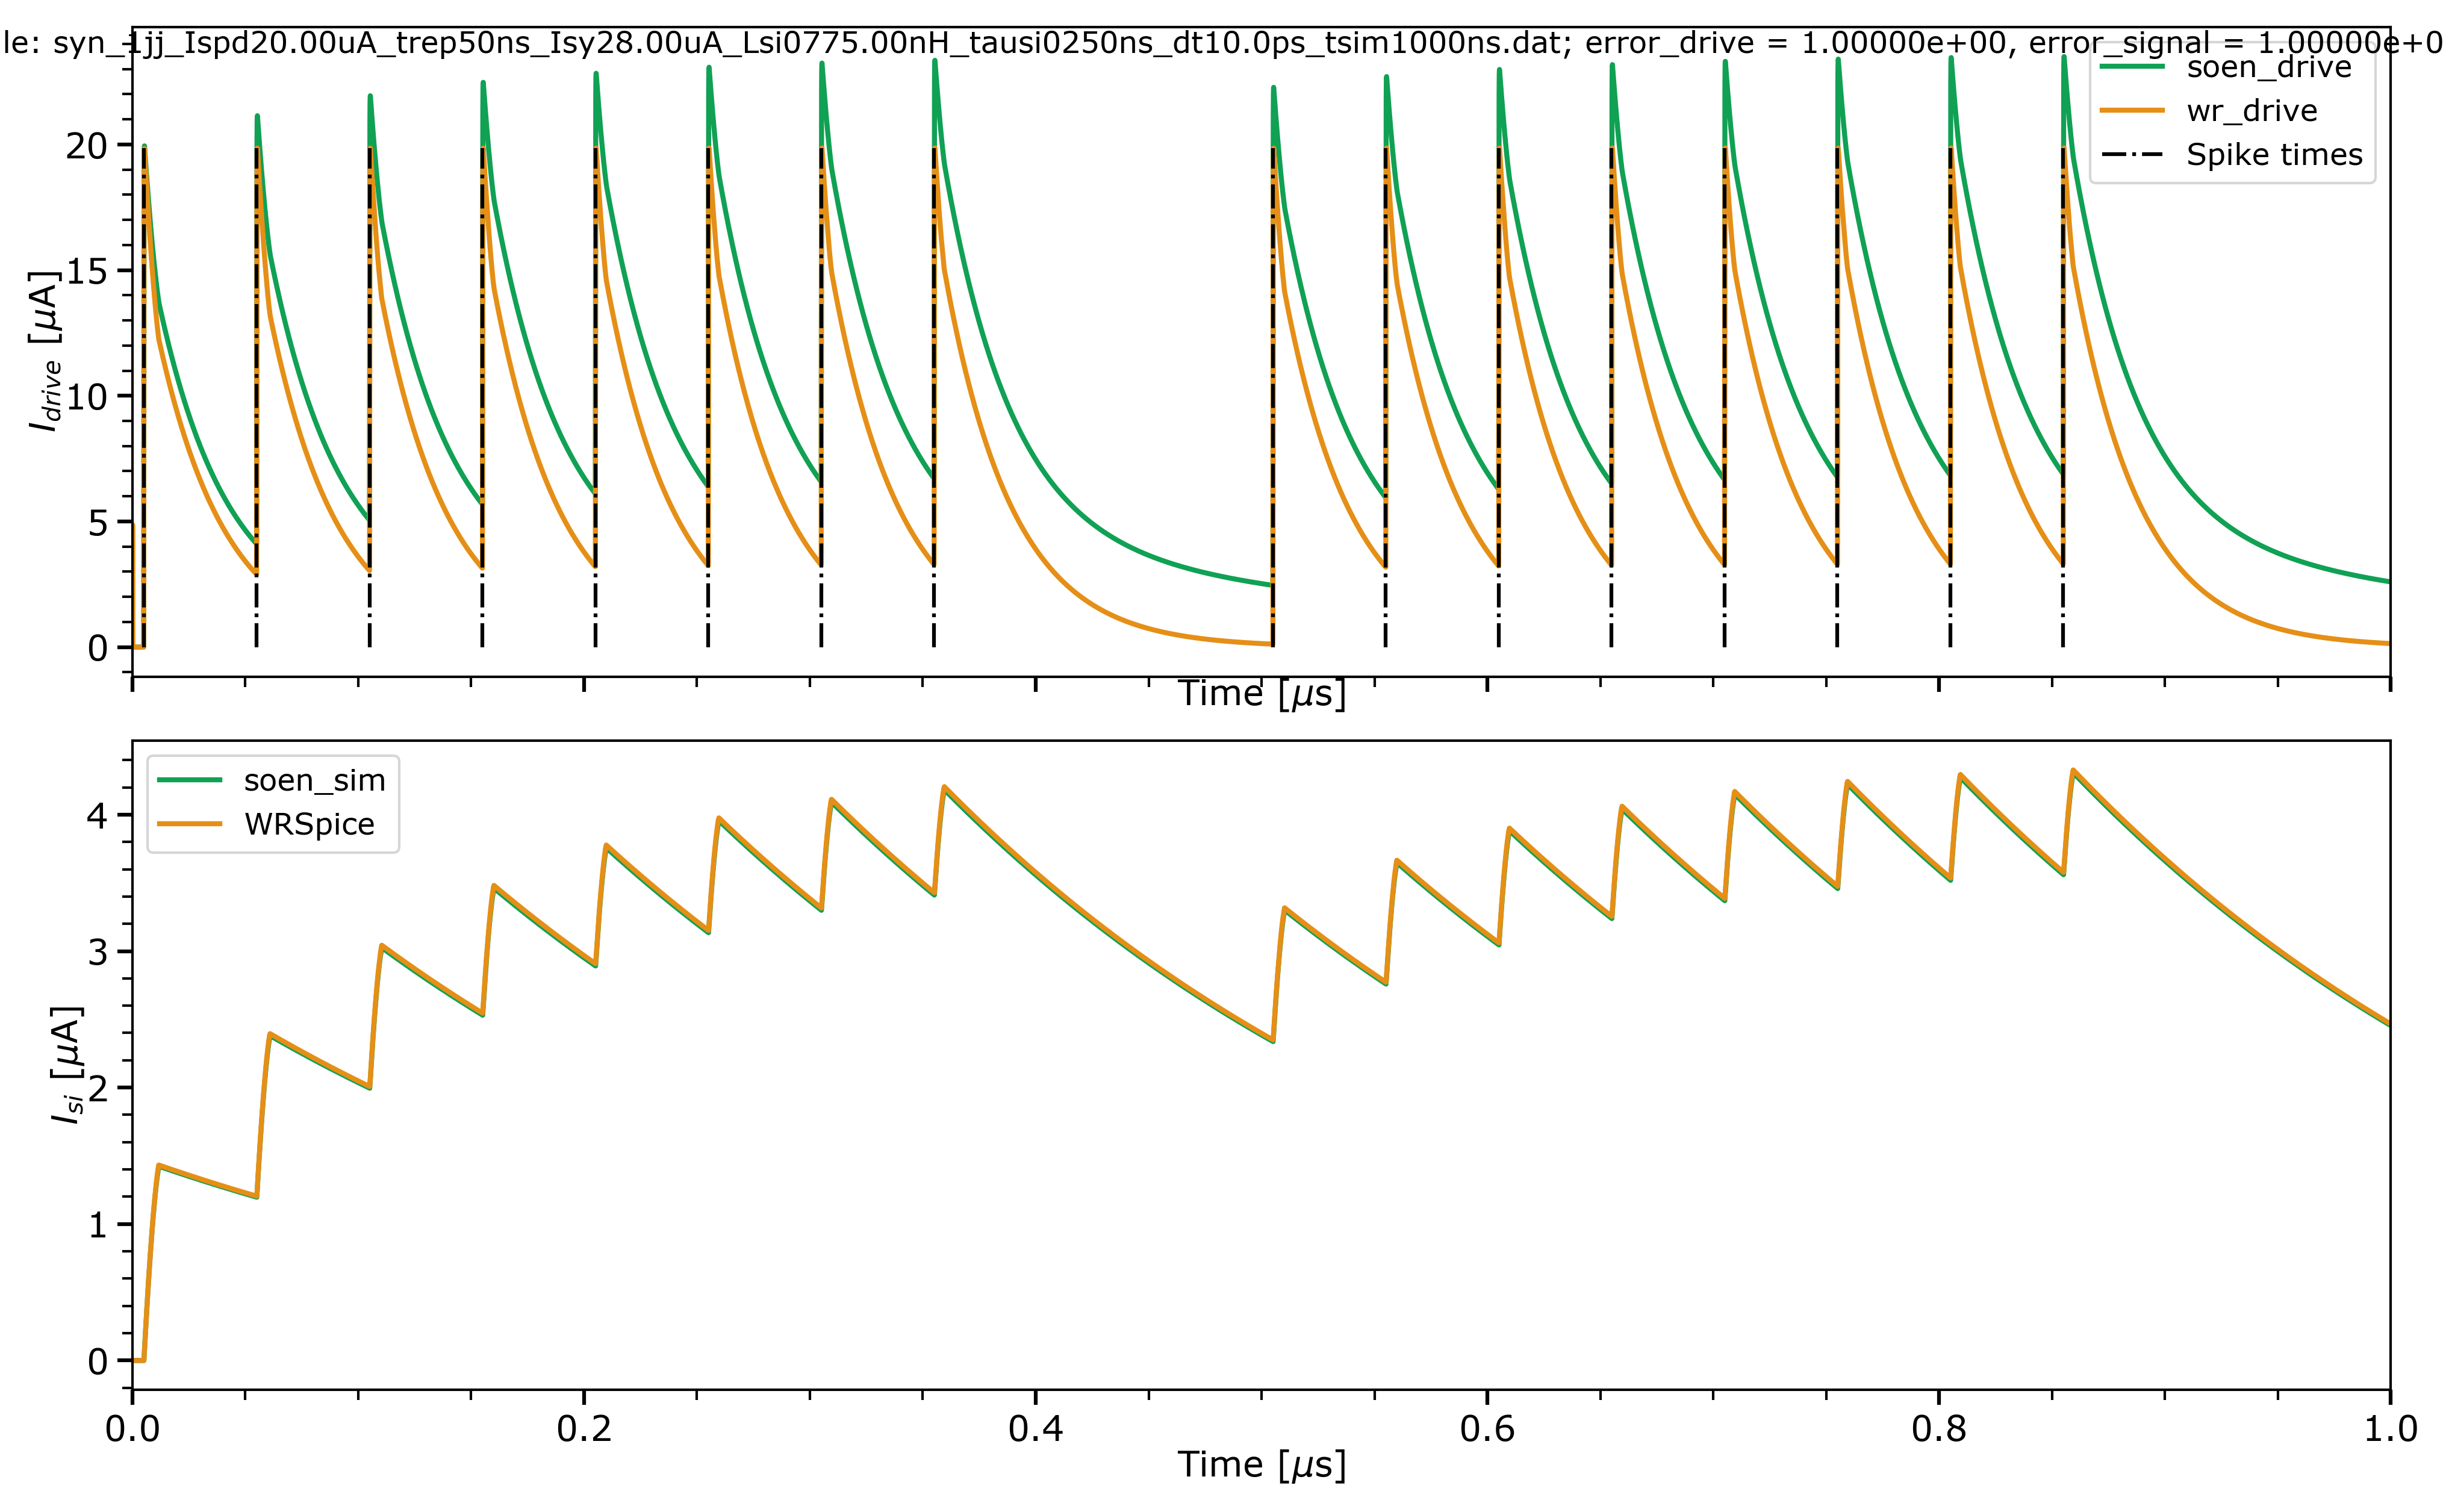 le: syn_1jj_Ispd20.00uA_trep50ns_Isy28.00uA_Lsi0775.00nH_tausi0250ns_dt10.0ps_tsim1000ns.dat; error_drive = 1.00000e+00, error_signal = 1.00000e+0
soen_drive
wr_drive
Spike times
20
15
10
5
0
I_drive [μA]
Time [μs]
soen_sim
WRSpice
4
3
2
1
0
I_si [μA]
0.0 0.2 0.4 0.6 0.8 1.0
Time [μs]